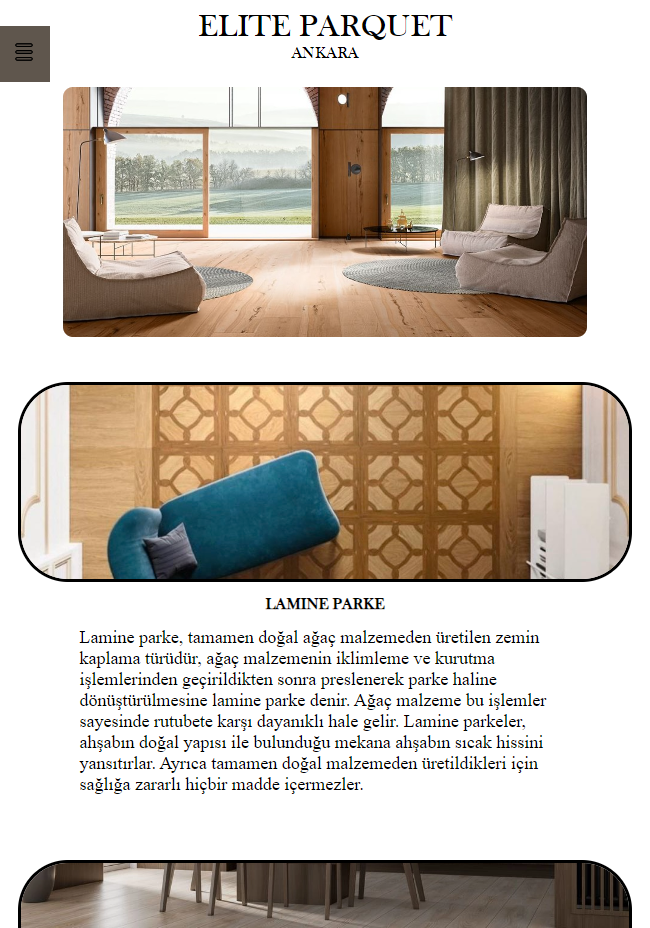 ELITE PARQUET
ANKARA
LAMINE PARKE
Lamine parke, tamamen doğal ağaç malzemeden üretilen zemin
kaplama türüdür, ağaç malzemenin iklimleme ve kurutma
işlemlerinden geçirildikten sonra preslenerek parke haline
dönüştürülmesine lamine parke denir. Ağaç malzeme bu işlemler
sayesinde rutubete karşı dayanıklı hale gelir. Lamine parkeler,
ahşabın doğal yapısı ile bulunduğu mekana ahşabın sıcak hissini
yansıtırlar. Ayrıca tamamen doğal malzemeden üretildikleri için
sağlığa zararlı hiçbir madde içermezler.